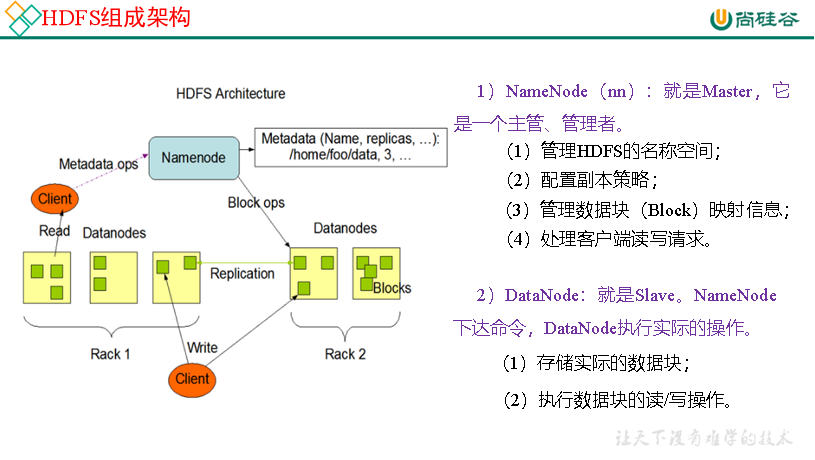 HDFS组成架构
尚硅谷
HDFS Architecture
Metadata (Name, replicas, …):
/home/foo/data, 3, …
Namenode
Metadata ops
Client
Block ops
Read
Datanodes
Datanodes
Replication
Blocks
Rack 1
Write
Rack 2
Client
1）NameNode（nn）：就是Master，它
是一个主管、管理者。
（1）管理HDFS的名称空间；
（2）配置副本策略；
（3）管理数据块（Block）映射信息；
（4）处理客户端读写请求。
2）DataNode：就是Slave。NameNode
下达命令，DataNode执行实际的操作。
（1）存储实际的数据块；
（2）执行数据块的读/写操作。
让天下没有难学的技术